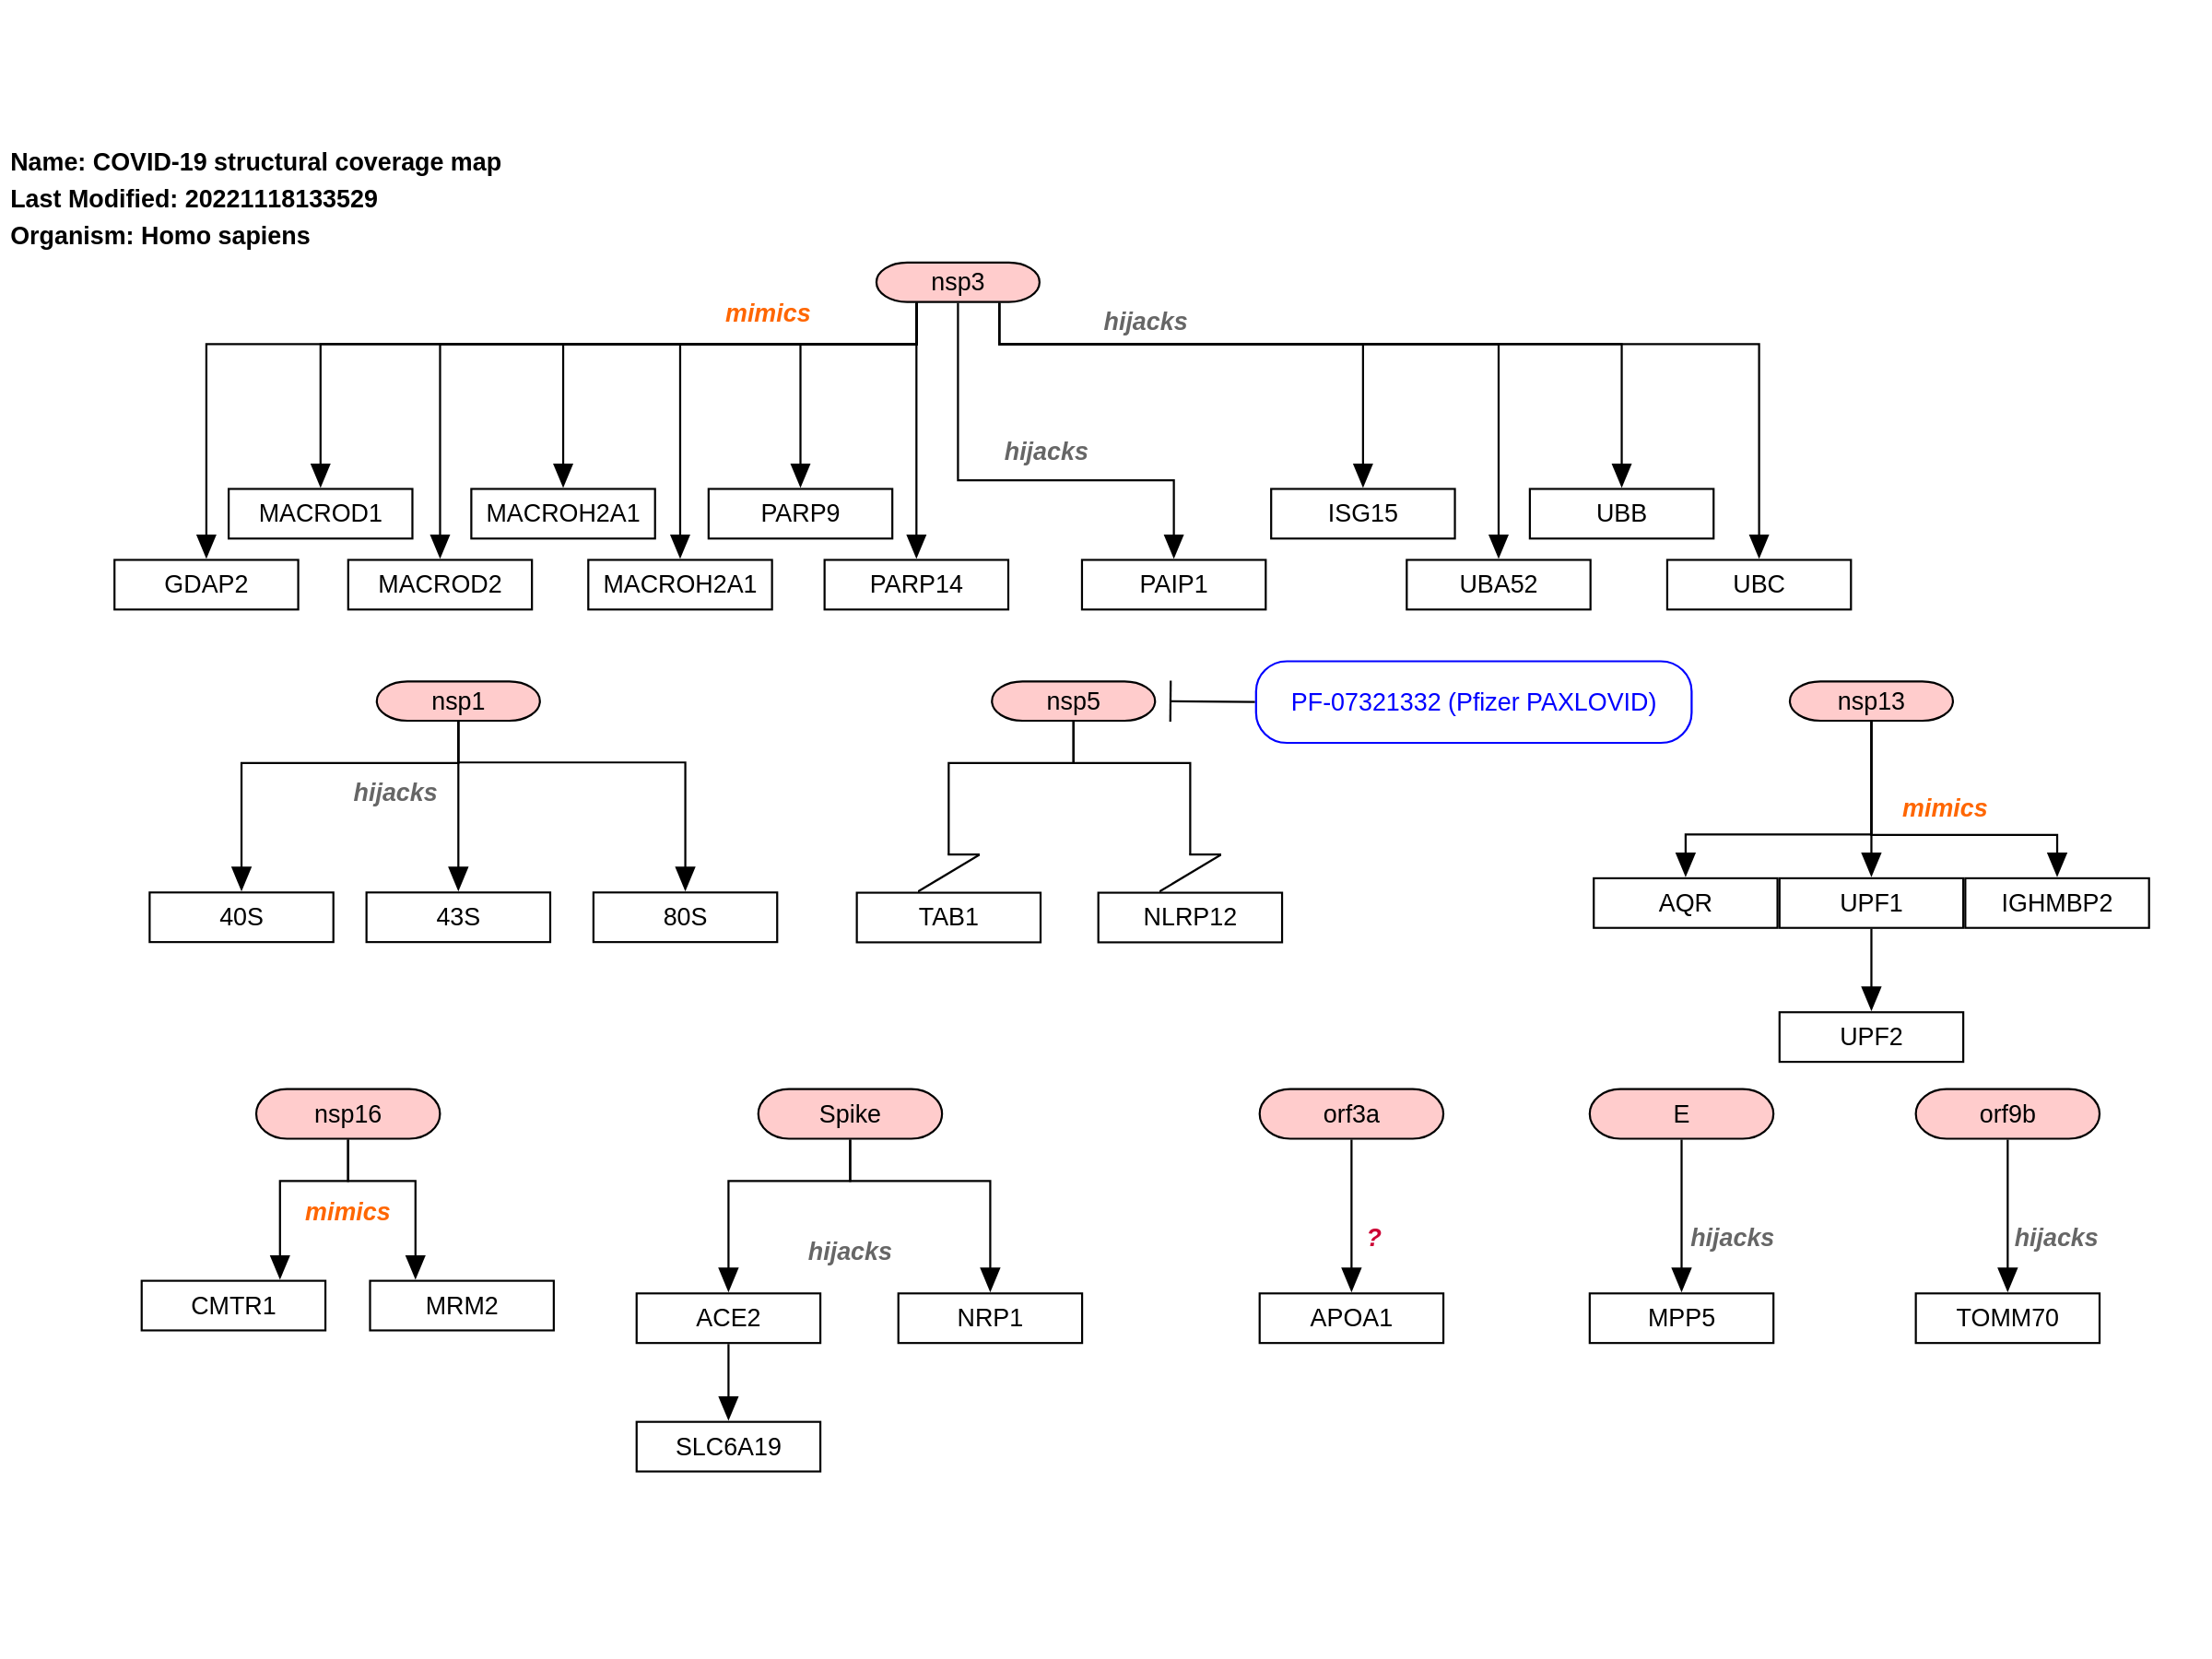 Name: COVID-19 structural coverage map
Last Modified: 20221118133529
Organism: Homo sapiens
nsp3
mimics
hijacks
hijacks
MACROD1
MACROH2A1
PARP9
ISG15
UBB
GDAP2
MACROD2
MACROH2A1
PARP14
PAIP1
UBA52
UBC
nsp1
nsp5
PF-07321332 (Pfizer PAXLOVID)
nsp13
hijacks
mimics
40S
43S
80S
TAB1
NLRP12
AQR
UPF1
IGHMBP2
UPF2
nsp16
Spike
orf3a
E
orf9b
mimics
hijacks
?
hijacks
hijacks
CMTR1
MRM2
ACE2
NRP1
APOA1
MPP5
TOMM70
SLC6A19